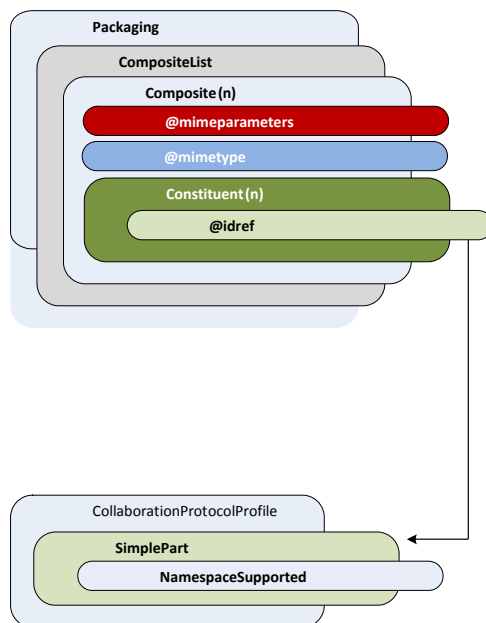 Packaging
CompositeList
Composite(n)
@mimeparameters
@mimetype
Constituent(n)
@idref
CollaborationProtocolProfile
SimplePart
NamespaceSupported